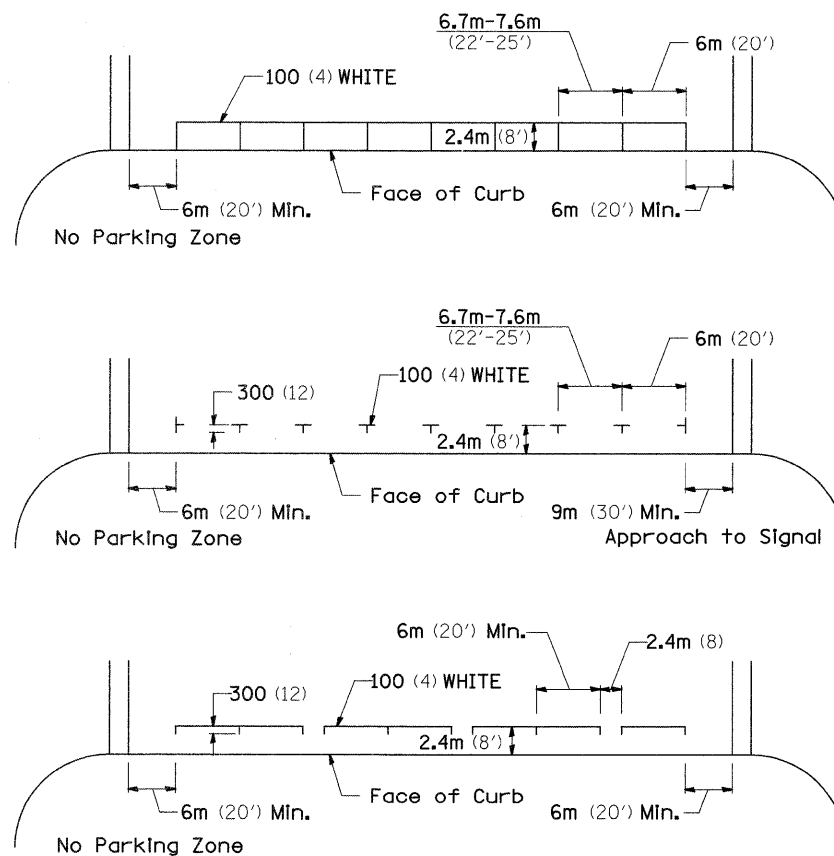 6.7m-7.6m
(22'-25')
6m (20')
100 (4) WHITE
2.4m (8')
Face of Curb
6m (20') Min.
6m (20') Min.
No Parking Zone
6.7m-7.6m
(22'-25')
6m (20')
300 (12)
100 (4) WHITE
2.4m (8')
Face of Curb
6m (20') Min.
9m (30') Min.
No Parking Zone
Approach to Signal
6m (20') Min.
2.4m (8)
300 (12)
100 (4) WHITE
2.4m (8')
Face of Curb
6m (20') Min.
6m (20') Min.
No Parking Zone